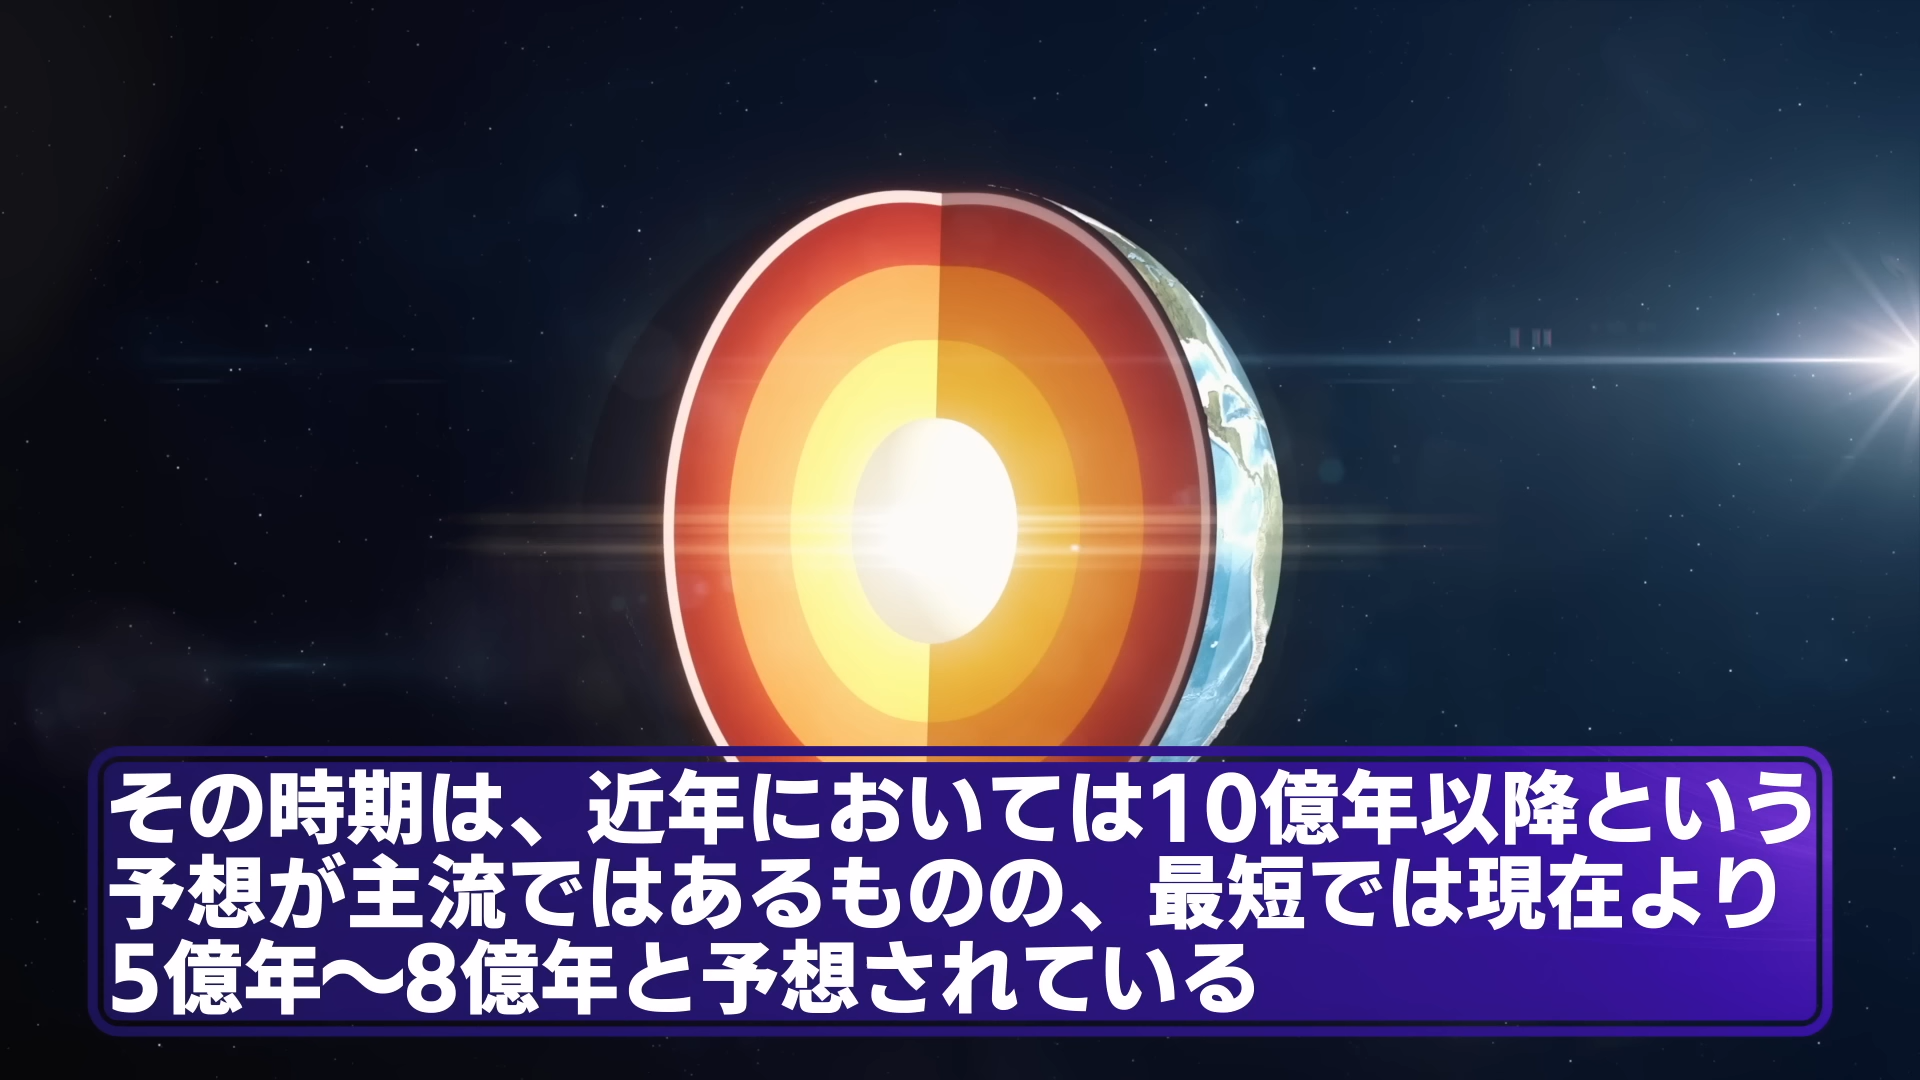 その時期は、近年においては10億年以降という
予想が主流ではあるものの、最短では現在より
5億年～8億年と予想されている